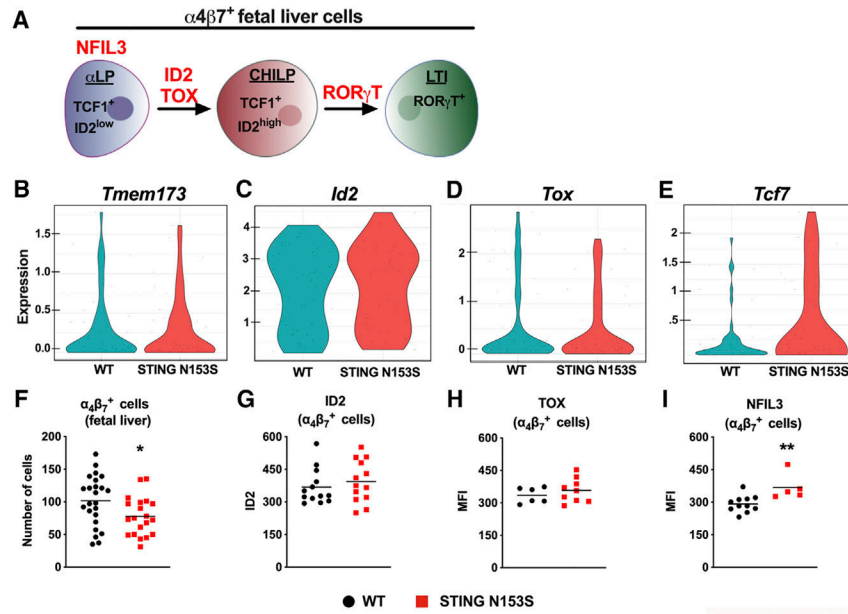 A
α4β7+ fetal liver cells
NFIL3
αLP
TCF1+
ID2low
ID2
TOX
CHILP
TCF1+
ID2high
RORγT
LTI
RORγT+
B
Tmem173
Expression
1.5
1.0
0.5
0.0
WT
STING N153S
C
Id2
4
3
2
1
WT
STING N153S
D
Tox
2
1
0
WT
STING N153S
E
Tcf7
2
1
.5
WT
STING N153S
F
α4β7+ cells
(fetal liver)
Number of cells
200
150
100
50
0
*
G
ID2
(α4β7+ cells)
ID2
600
450
300
150
0
H
TOX
(α4β7+ cells)
MFI
600
450
300
150
0
I
NFIL3
(α4β7+ cells)
MFI
600
450
300
150
0
**
WT
STING N153S